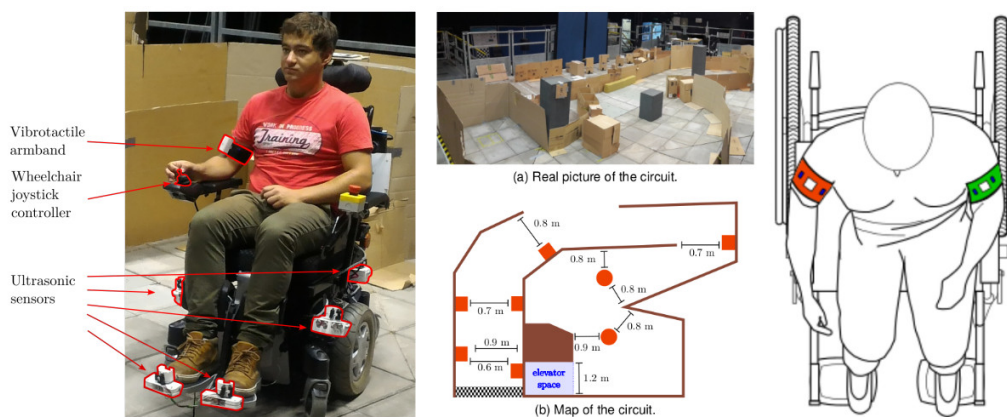 Vibrotactile
armband
Wheelchair
joystick
controller
Ultrasonic
sensors
Training
(a) Real picture of the circuit.
0.8 m
0.8 m
0.7 m
0.8 m
0.7 m
0.8 m
0.9 m
0.9 m
0.6 m
elevator
space
1.2 m
(b) Map of the circuit.